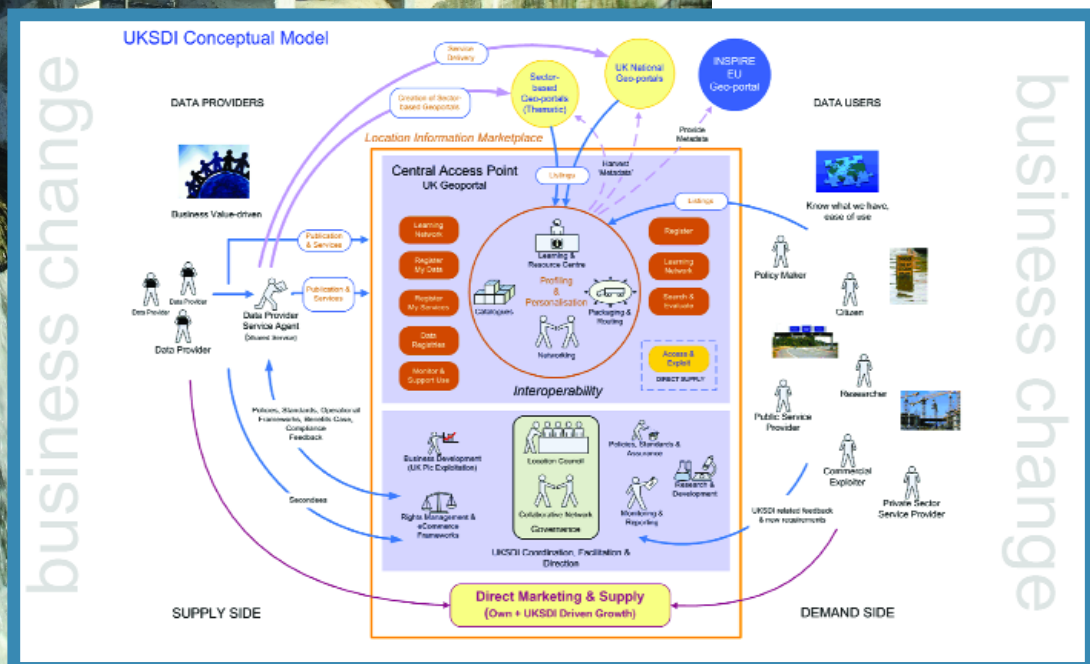 UKSDI Conceptual Model
business change
DATA PROVIDERS
Business Value-driven
Data Provider
Data Provider
Data Provider
Data Provider
Service Agent
(Shared Service)
Publication
& Services
Publication &
Services
Service
Delivery
Creation of Sector-
based Geoportals
Sector-
based
Geo-portals
(Thematic)
UK National
Geo-portals
INSPIRE
EU
Geo-portal
Provide
Metadata
Harvest
'Metadata'
Listings
Listings
Location Information Marketplace
Central Access Point
UK Geoportal
Learning
Network
Register
My Data
Register
My Services
Data
Registries
Monitor &
Support Use
Learning &
Resource Centre
Profiling
&
Personalisation
Catalogues
Packaging &
Routing
Networking
Register
Learning
Network
Search &
Evaluate
Access &
Exploit
DIRECT SUPPLY
Interoperability
Policies, Standards, Operational
Frameworks, Benefits Case,
Compliance
Feedback
Secondees
Business Development
(UK Plc Exploitation)
Rights Management &
eCommerce
Frameworks
Location Council
Collaborative Network
Governance
Policies, Standards &
Assurance
Research &
Development
Monitoring &
Reporting
UKSDI Coordination, Facilitation &
Direction
Direct Marketing & Supply
(Own + UKSDI Driven Growth)
SUPPLY SIDE
DATA USERS
Know what we have,
ease of use
Policy Maker
Citizen
Researcher
Public Service
Provider
Commercial
Exploiter
Private Sector
Service Provider
UKSDI related feedback
& new requirements
DEMAND SIDE
business change